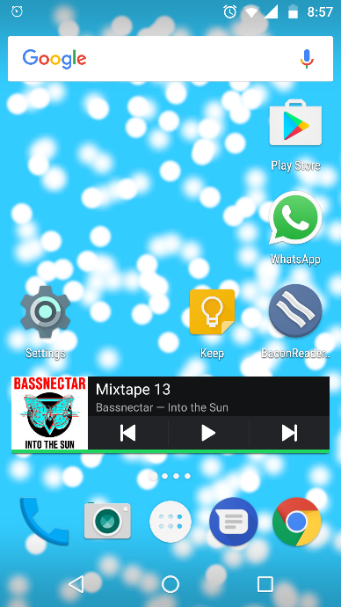 8:57
Google
Play Store
WhatsApp
Settings
Keep
BaconReader..
BASSNECTAR
INTO THE SUN
Mixtape 13
Bassnectar — Into the Sun